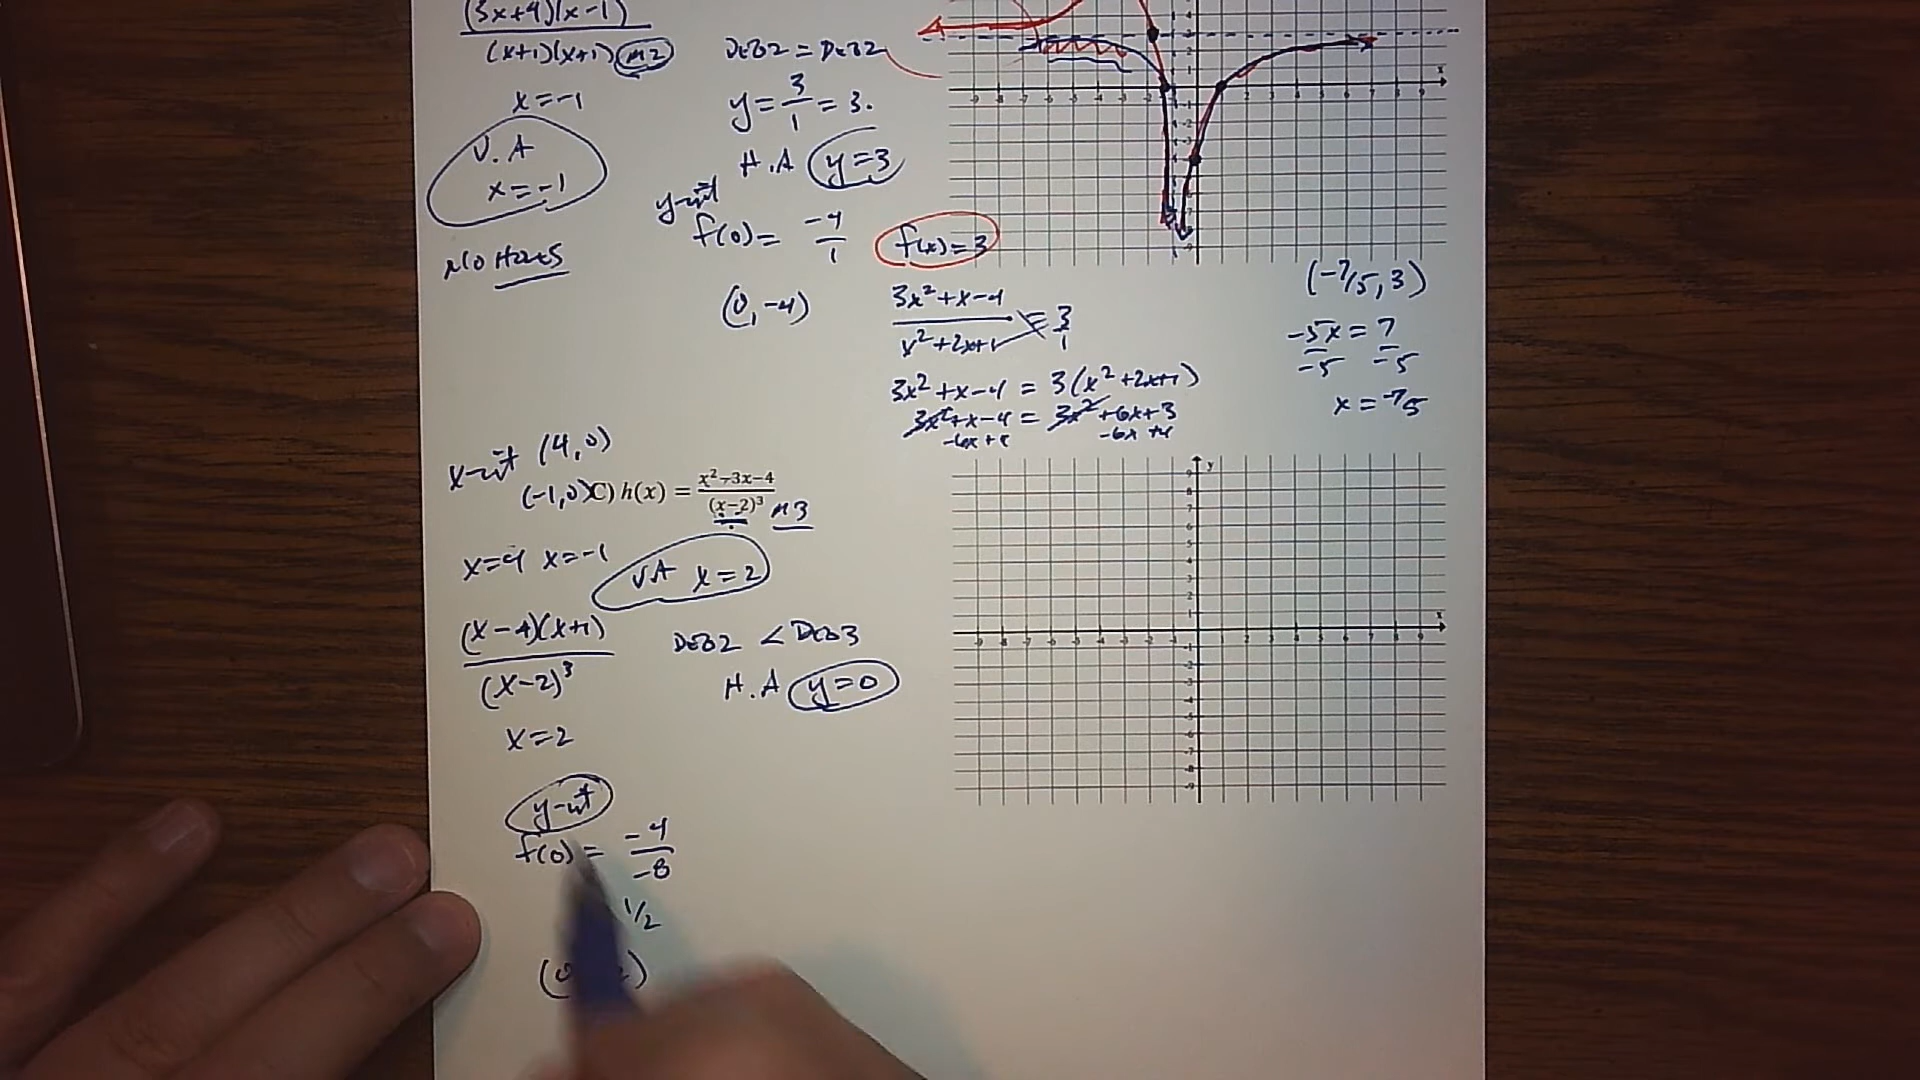 (3x+4)(x-1)
(x+1)(x+1) M2
x=-1
V.A
x=-1
NO HOLES
DEG2 = DEG2
y = 3/1 = 3.
H.A y=3
y-int
f(0) = -4/1
(0,-4)
f(x)=3
3x²+x-4
x²+2x+1
= 3/1
3x²+x-4 = 3(x²+2x+1)
3x²+x-4 = 3x²+6x+3
-6x+4 -6x +4
(-7/5, 3)
-5x = 7
-5 -5
x = -7/5
x-int (4,0)
(-1,0)
C) h(x) = x²-3x-4
(x-2)³ M3
x=4 x=-1
VA x=2
(x-4)(x+1)
(x-2)³
x=2
DEG2 < DEG3
H.A y=0
y-int
f(0) = -4
-8
1/2
y
x